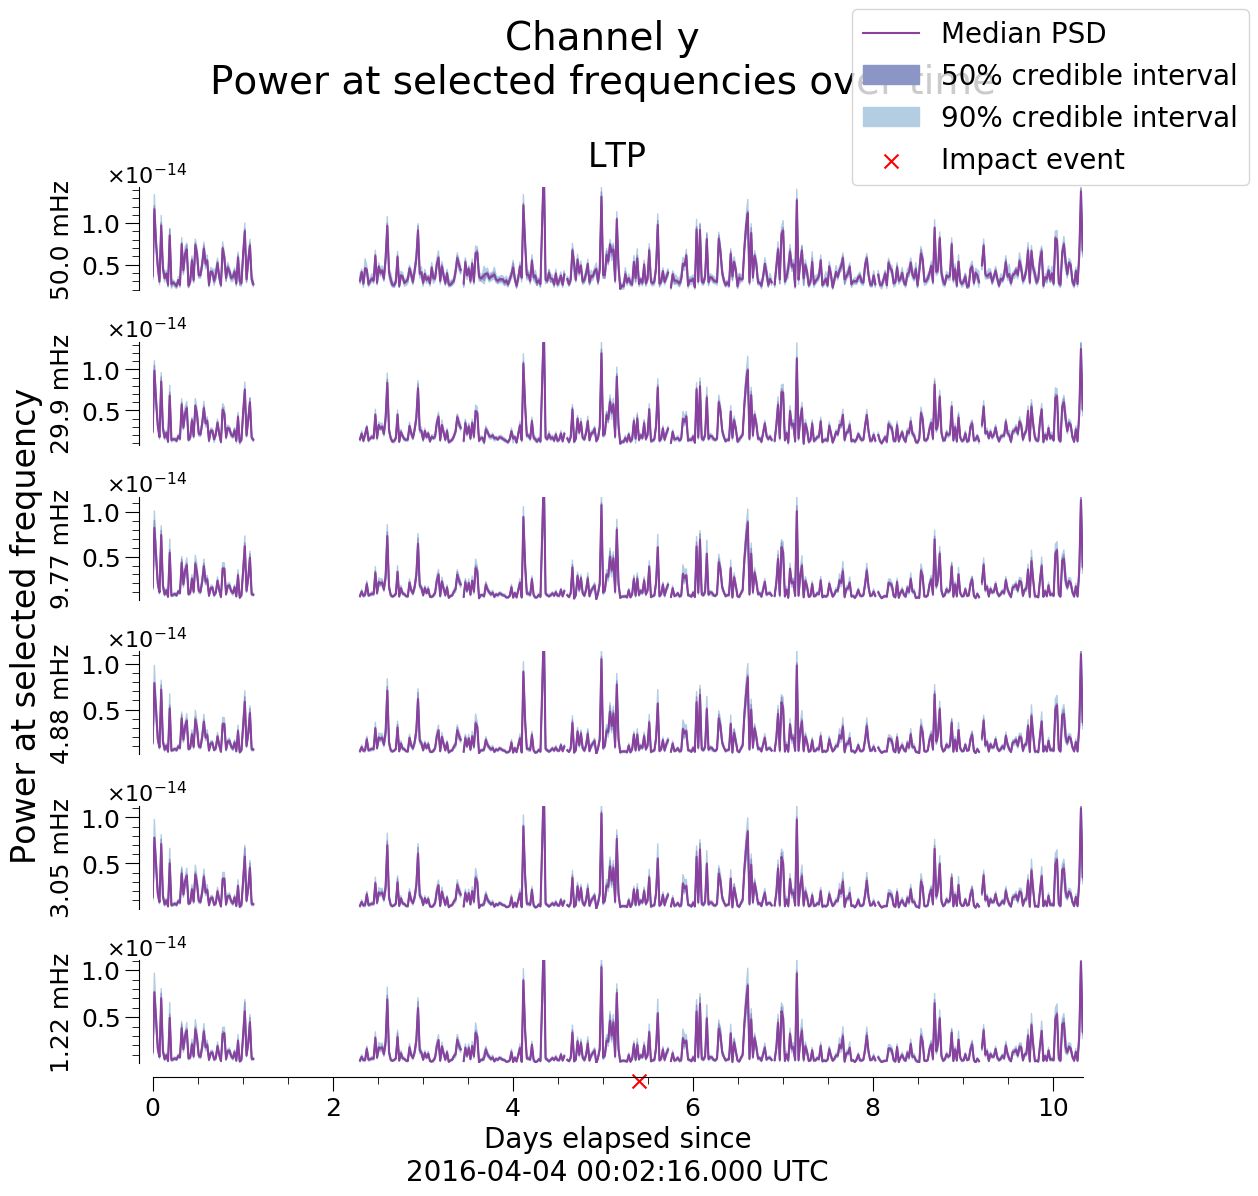 Channel y
Power at selected frequencies over time
Median PSD
50% credible interval
90% credible interval
Impact event
LTP
Power at selected frequency
×10−14
50.0 mHz
1.0
0.5
×10−14
29.9 mHz
1.0
0.5
×10−14
9.77 mHz
1.0
0.5
×10−14
4.88 mHz
1.0
0.5
×10−14
3.05 mHz
1.0
0.5
×10−14
1.22 mHz
1.0
0.5
0 2 4 6 8 10
Days elapsed since
2016-04-04 00:02:16.000 UTC